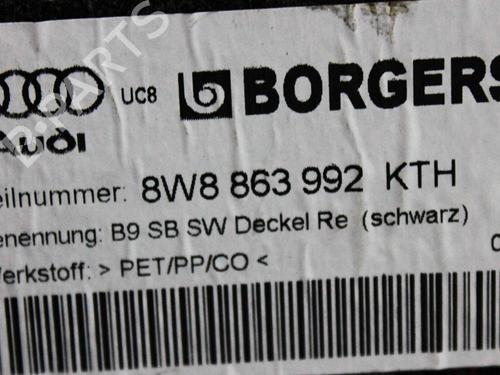 UC8 BORGERS
AUDI
eilnummer: 8W8 863 992 KTH
enennung: B9 SB SW Deckel Re (schwarz)
erkstoff: > PET/PP/CO <
B-PARTS